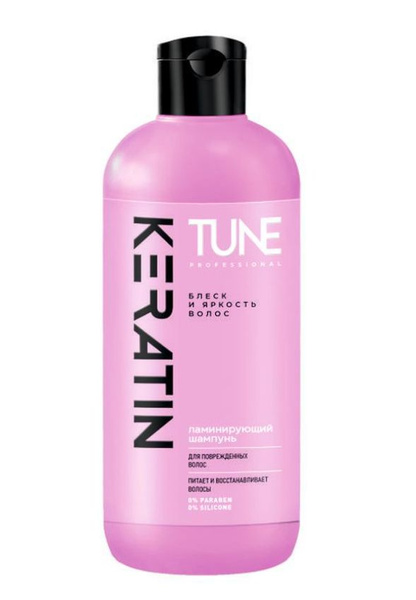 KERATIN
TUNE
PROFESSIONAL
БЛЕСК
И ЯРКОСТЬ
ВОЛОС
ламинирующий
шампунь
ДЛЯ ПОВРЕЖДЕННЫХ
ВОЛОС
ПИТАЕТ И ВОССТАНАВЛИВАЕТ
ВОЛОСЫ
0% PARABEN
0% SILICONE